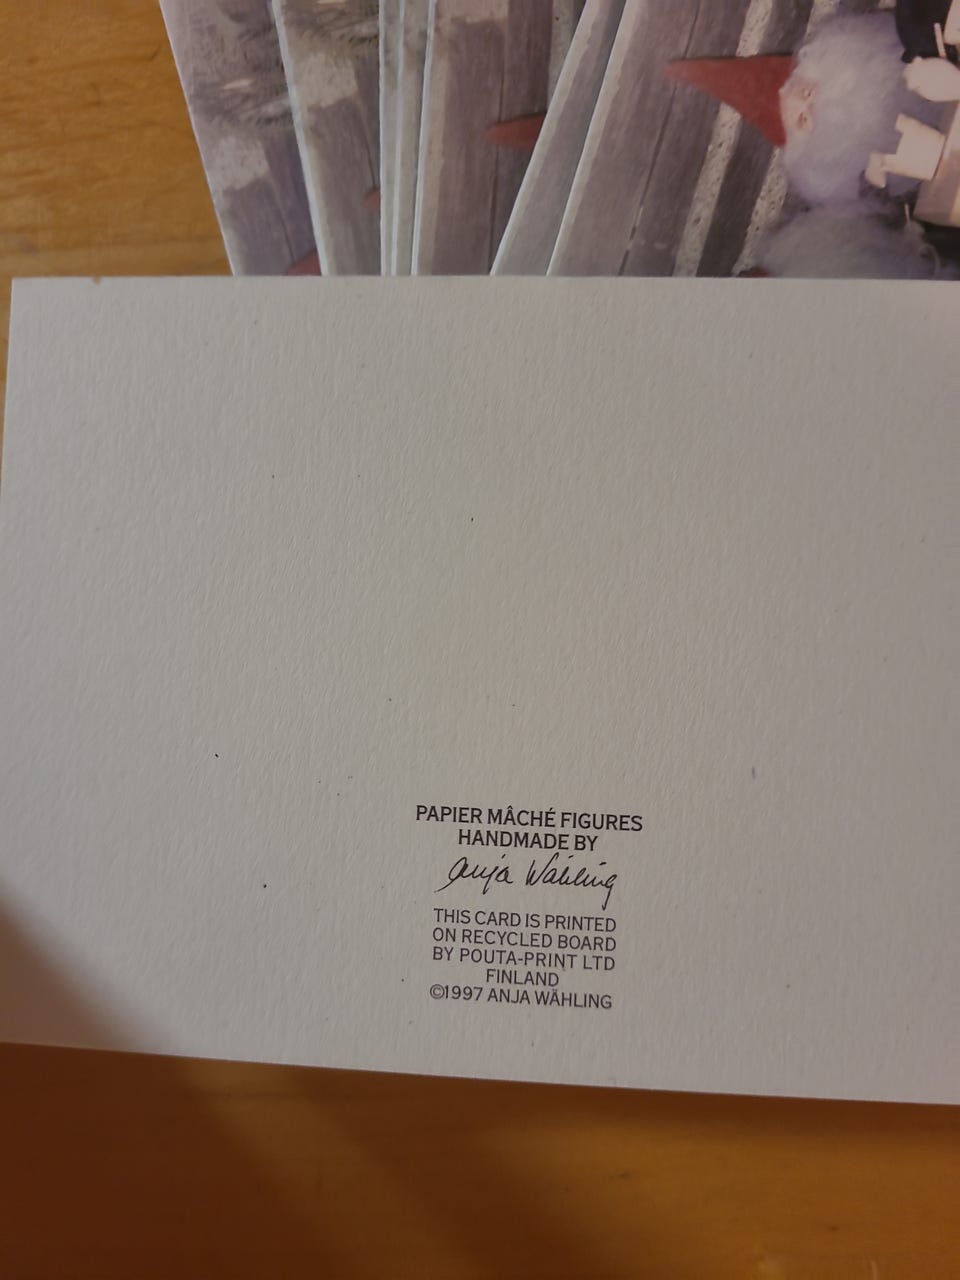 PAPIER MÂCHÉ FIGURES
HANDMADE BY
Anja Wähling
THIS CARD IS PRINTED
ON RECYCLED BOARD
BY POUTA-PRINT LTD
FINLAND
©1997 ANJA WÄHLING